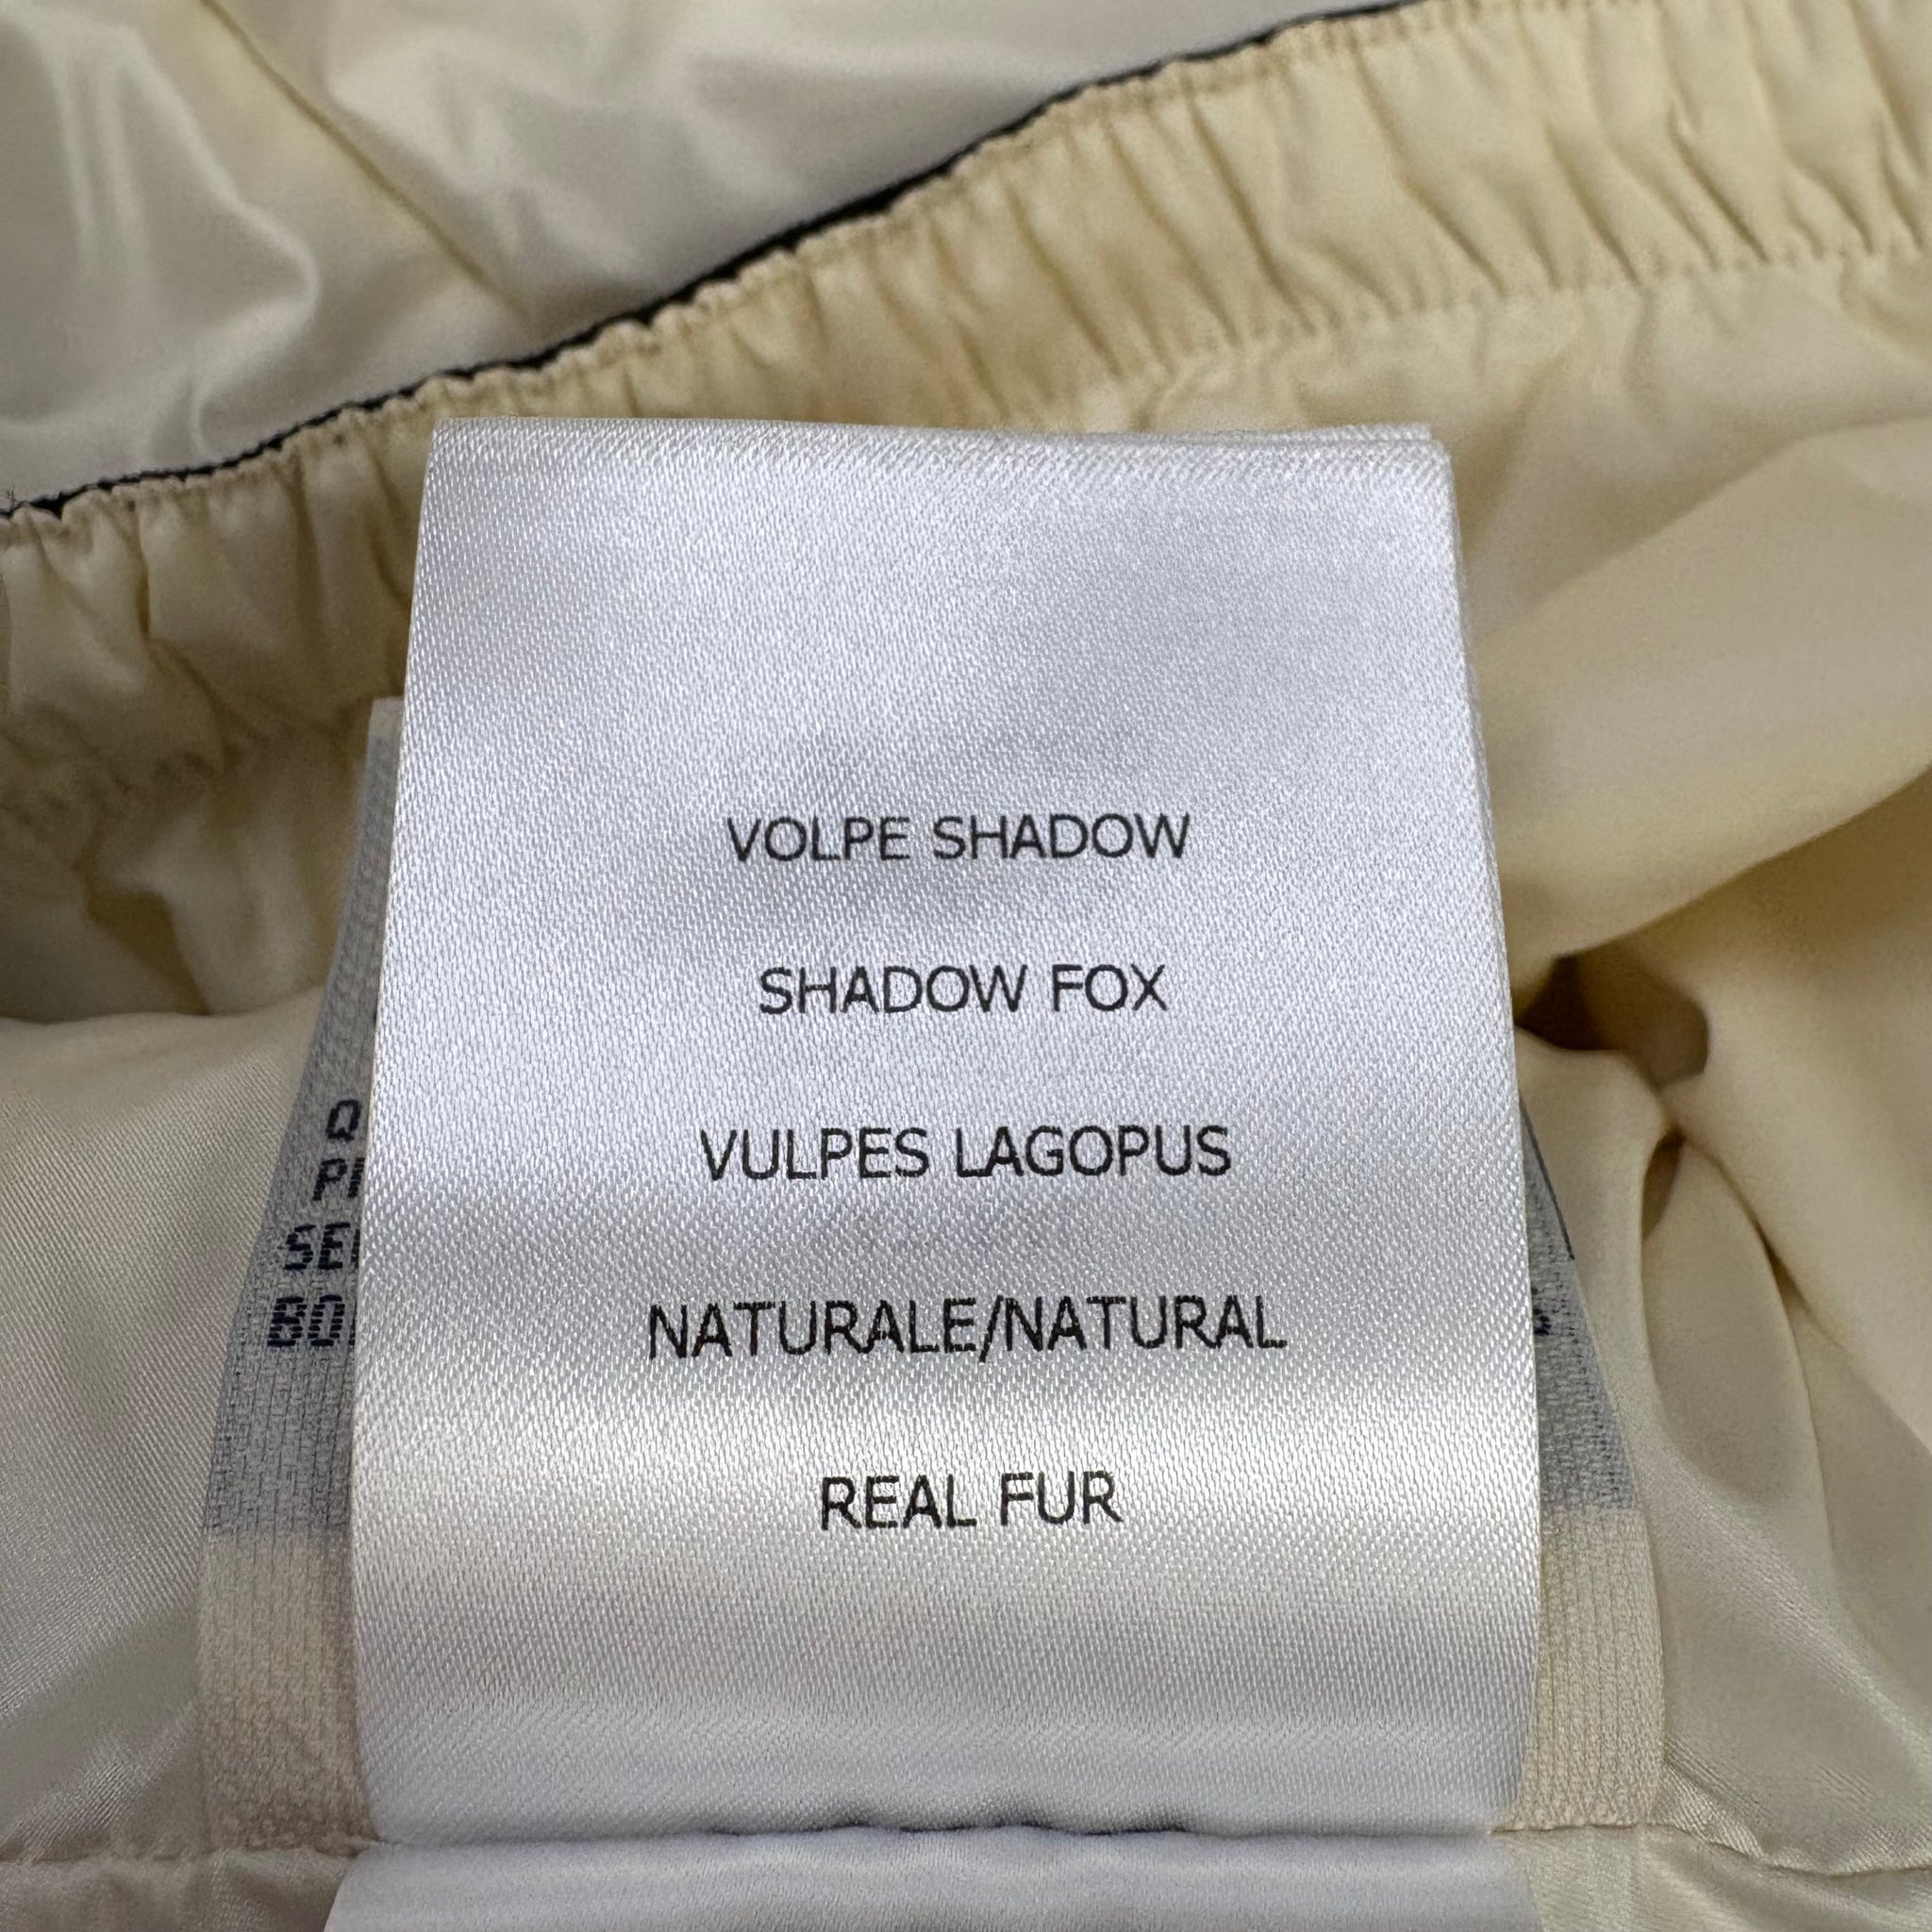 VOLPE SHADOW
SHADOW FOX
VULPES LAGOPUS
NATURALE/NATURAL
REAL FUR